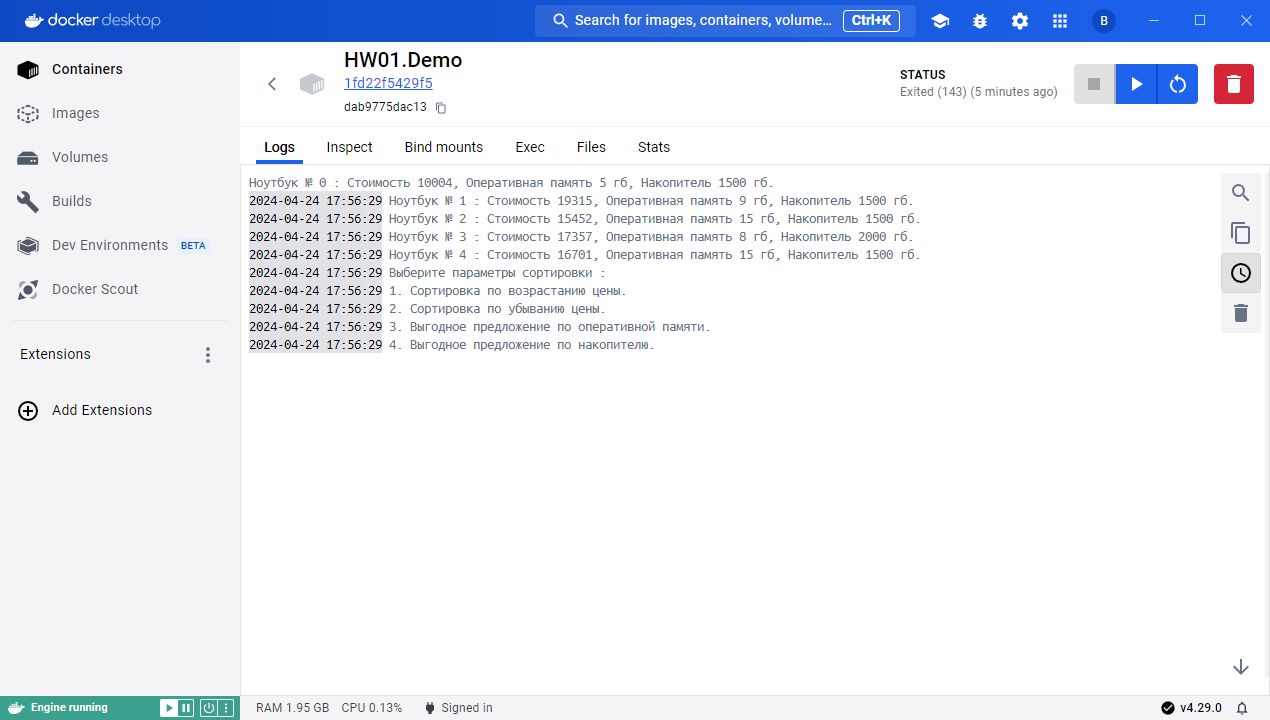 docker desktop
Search for images, containers, volume...
Ctrl+K
B
Containers
Images
Volumes
Builds
Dev Environments BETA
Docker Scout
Extensions
Add Extensions
HW01.Demo
1fd22f5429f5
dab9775dac13
STATUS
Exited (143) (5 minutes ago)
Logs Inspect Bind mounts Exec Files Stats
Ноутбук № 0 : Стоимость 10004, Оперативная память 5 гб, Накопитель 1500 гб.
2024-04-24 17:56:29 Ноутбук № 1 : Стоимость 19315, Оперативная память 9 гб, Накопитель 1500 гб.
2024-04-24 17:56:29 Ноутбук № 2 : Стоимость 15452, Оперативная память 15 гб, Накопитель 1500 гб.
2024-04-24 17:56:29 Ноутбук № 3 : Стоимость 17357, Оперативная память 8 гб, Накопитель 2000 гб.
2024-04-24 17:56:29 Ноутбук № 4 : Стоимость 16701, Оперативная память 15 гб, Накопитель 1500 гб.
2024-04-24 17:56:29 Выберите параметры сортировки :
2024-04-24 17:56:29 1. Сортировка по возрастанию цены.
2024-04-24 17:56:29 2. Сортировка по убыванию цены.
2024-04-24 17:56:29 3. Выгодное предложение по оперативной памяти.
2024-04-24 17:56:29 4. Выгодное предложение по накопителю.
Engine running
RAM 1.95 GB CPU 0.13% Signed in
v4.29.0